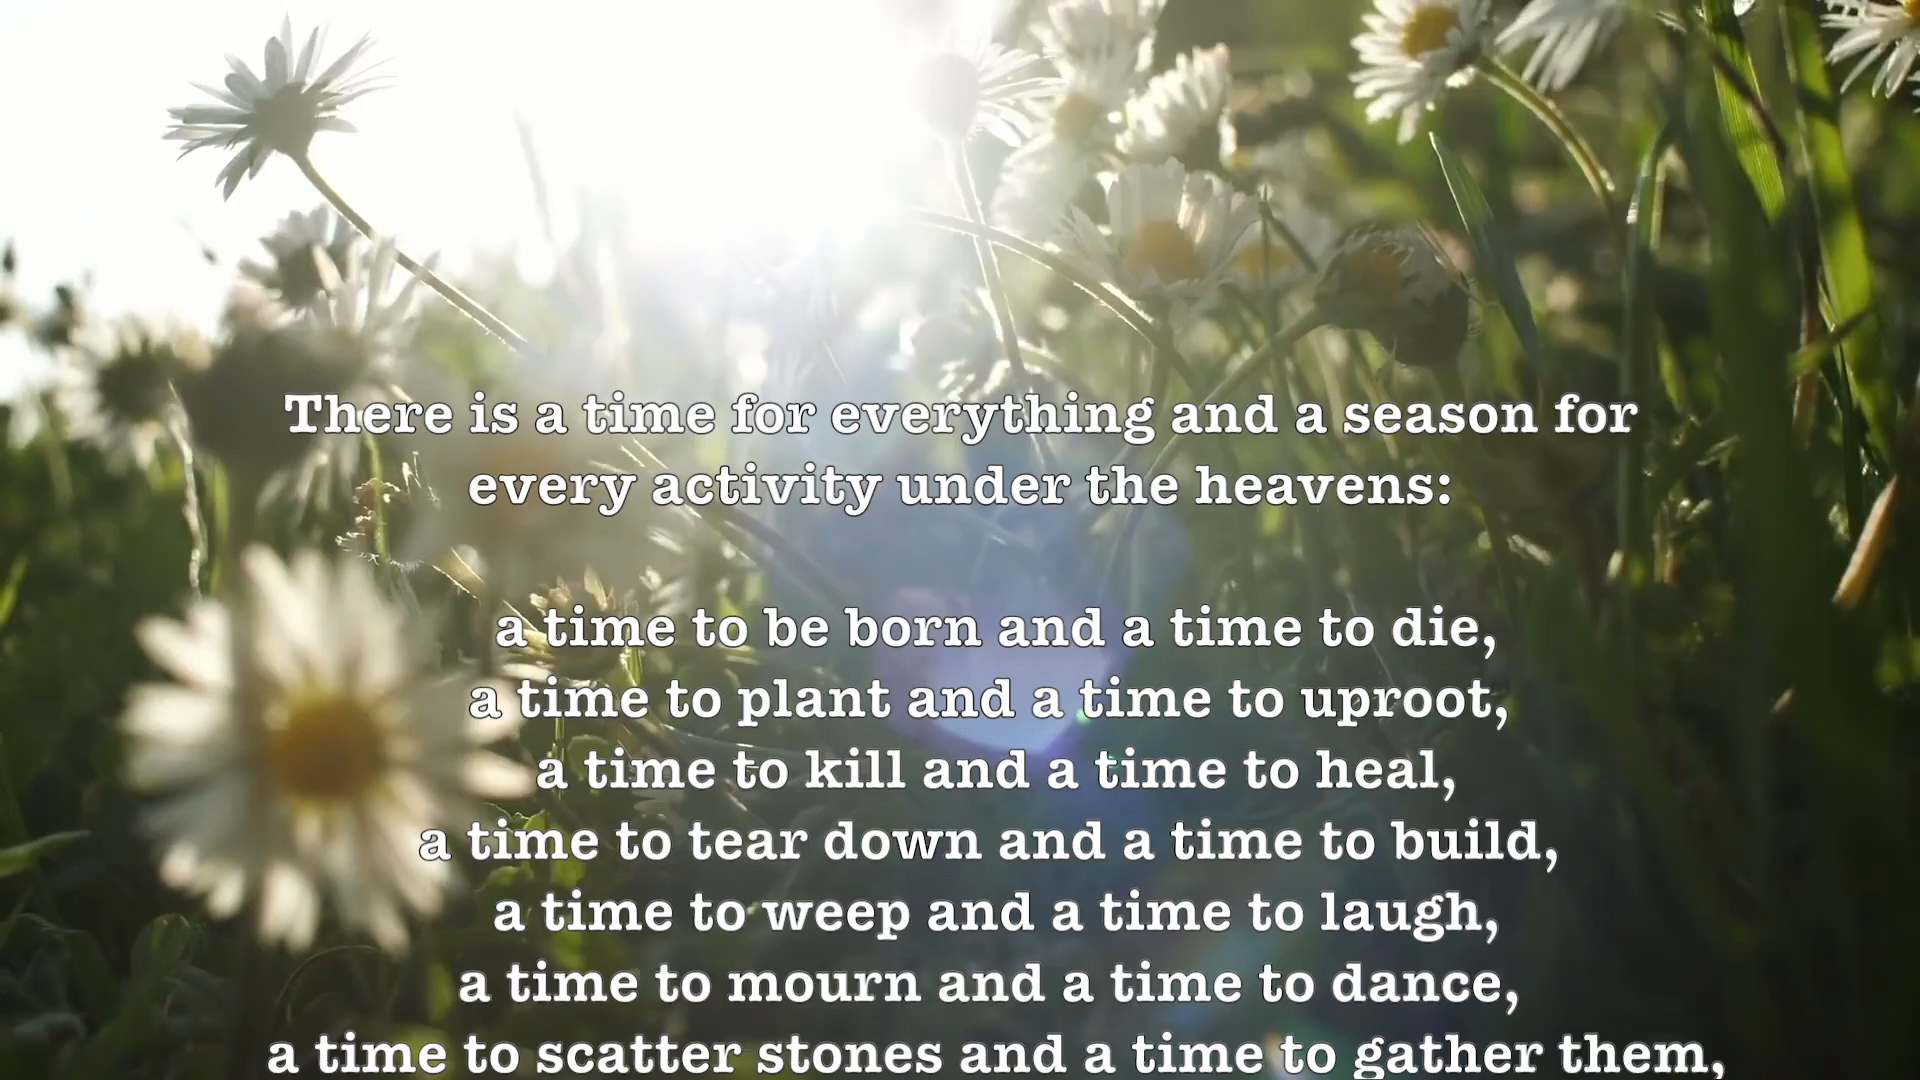 There is a time for everything and a season for
every activity under the heavens:
a time to be born and a time to die,
a time to plant and a time to uproot,
a time to kill and a time to heal,
a time to tear down and a time to build,
a time to weep and a time to laugh,
a time to mourn and a time to dance,
a time to scatter stones and a time to gather them,